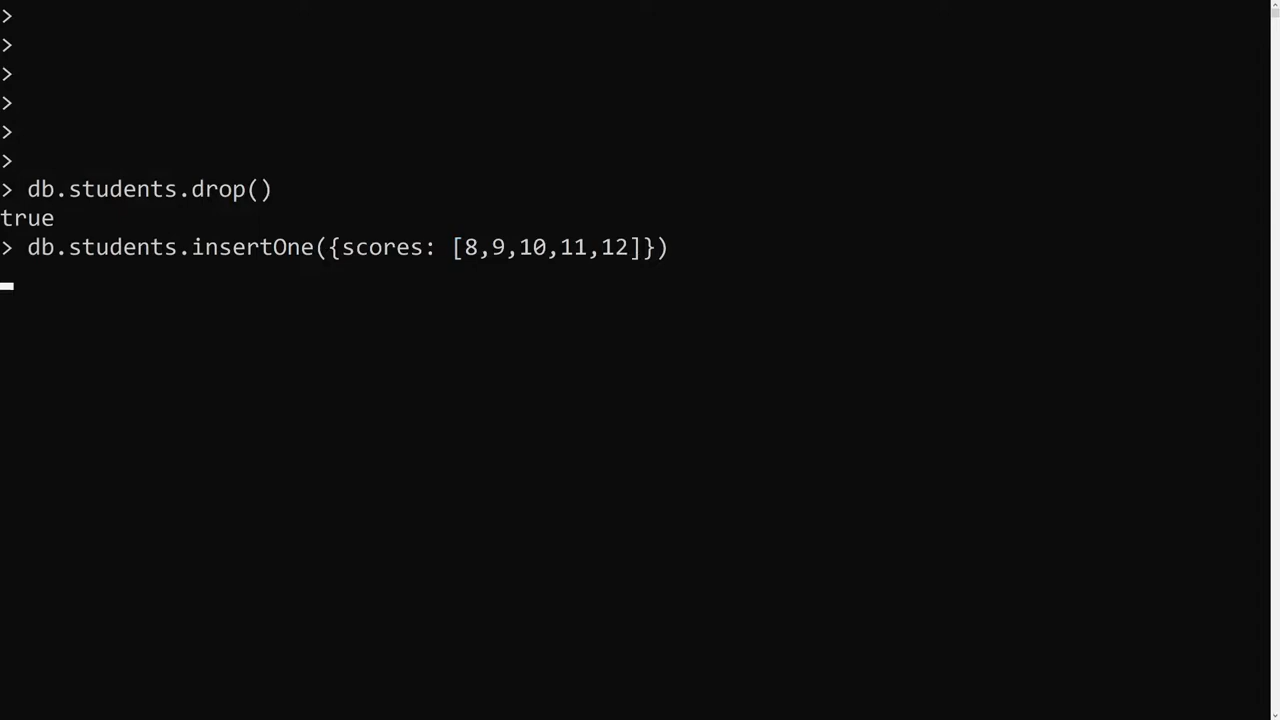 >
>
>
>
>
>
> db.students.drop()
true
> db.students.insertOne({scores: [8,9,10,11,12]})